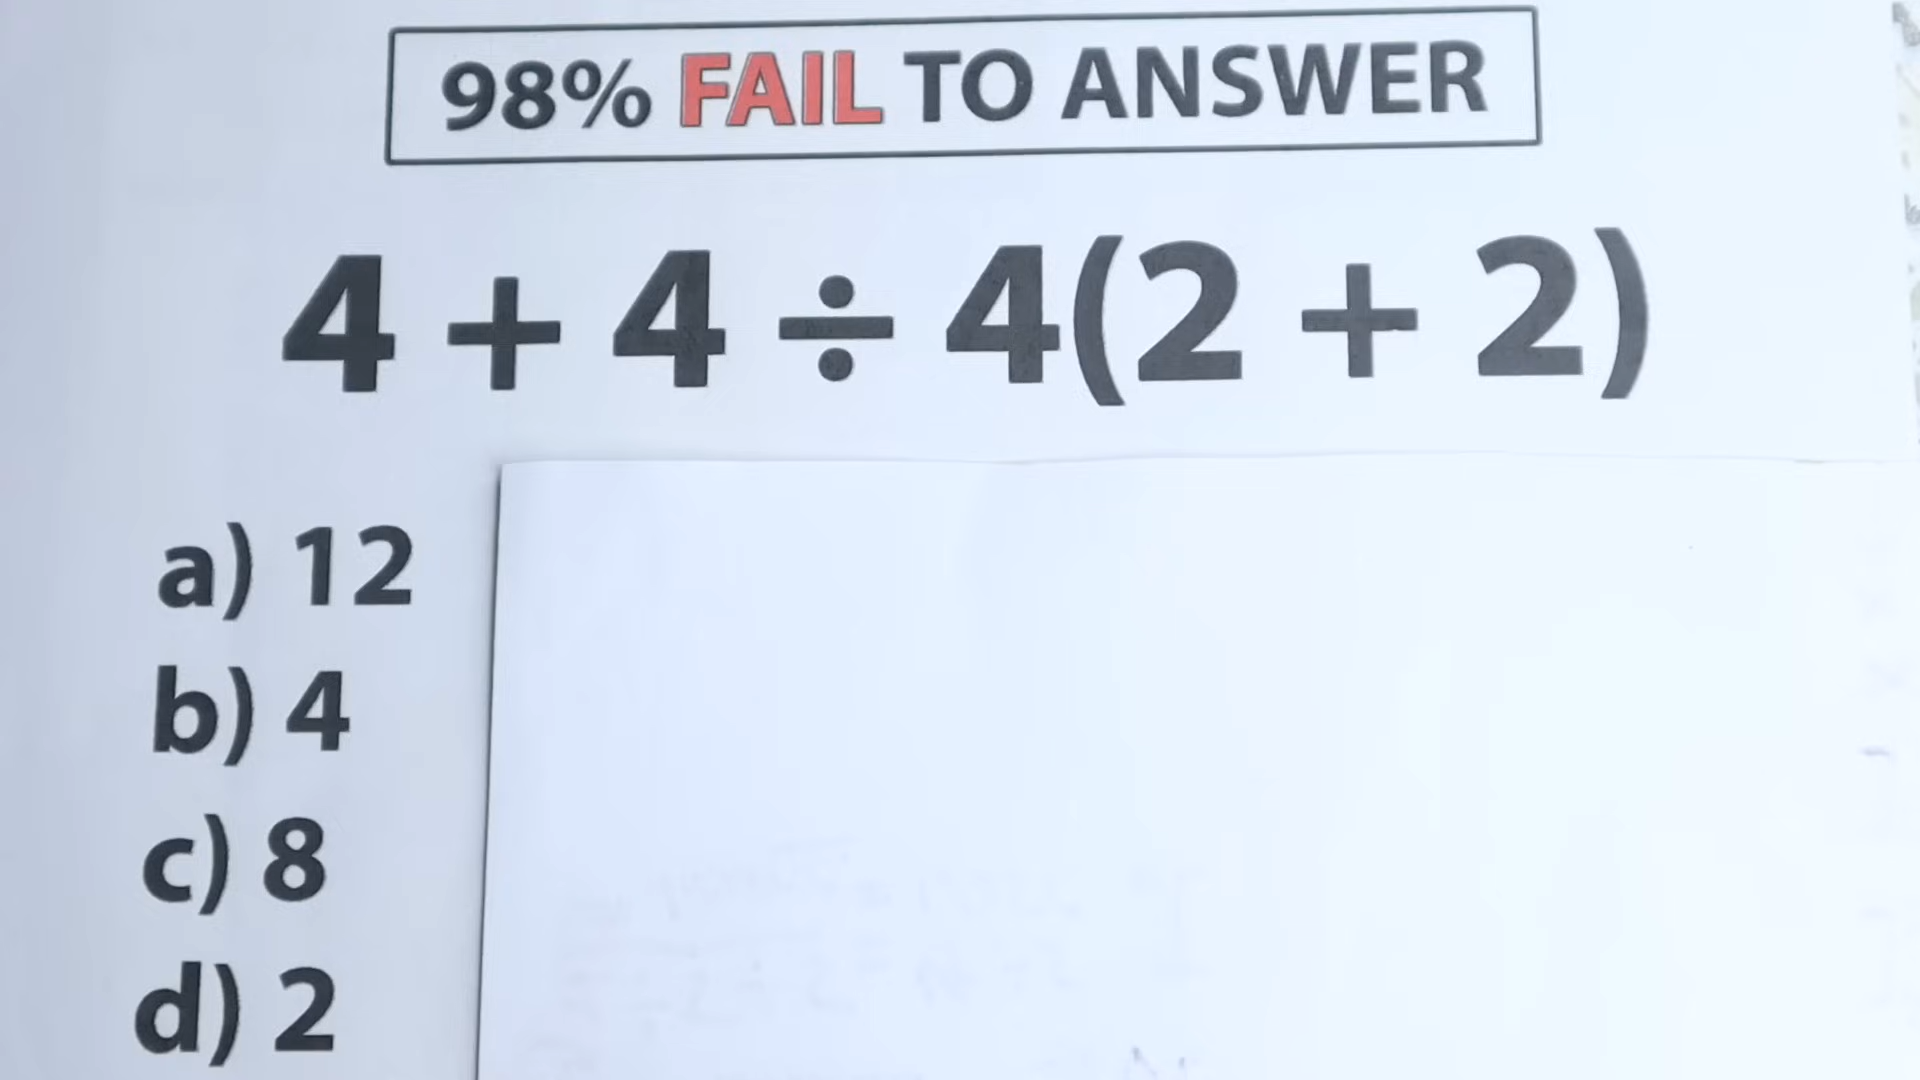 98% FAIL TO ANSWER
4 + 4 ÷ 4(2 + 2)
a) 12
b) 4
c) 8
d) 2